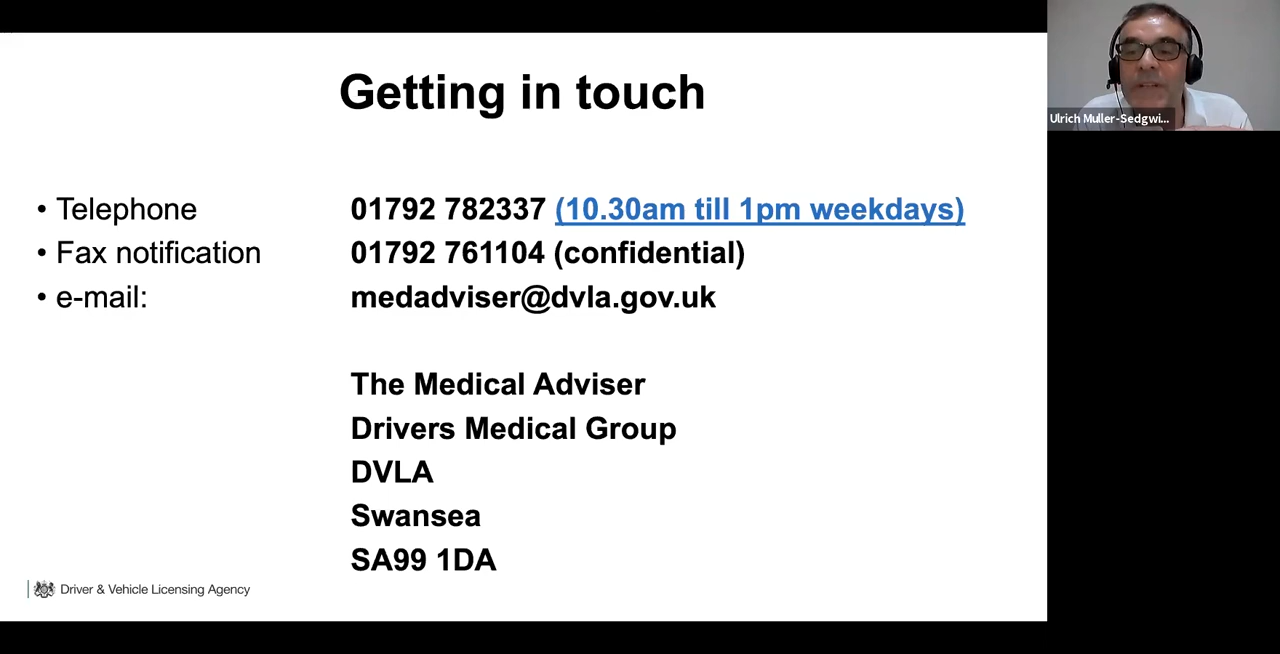 Getting in touch
• Telephone 01792 782337 (10.30am till 1pm weekdays)
• Fax notification 01792 761104 (confidential)
• e-mail: medadviser@dvla.gov.uk
The Medical Adviser
Drivers Medical Group
DVLA
Swansea
SA99 1DA
Driver & Vehicle Licensing Agency
Ulrich Muller-Sedgwi...